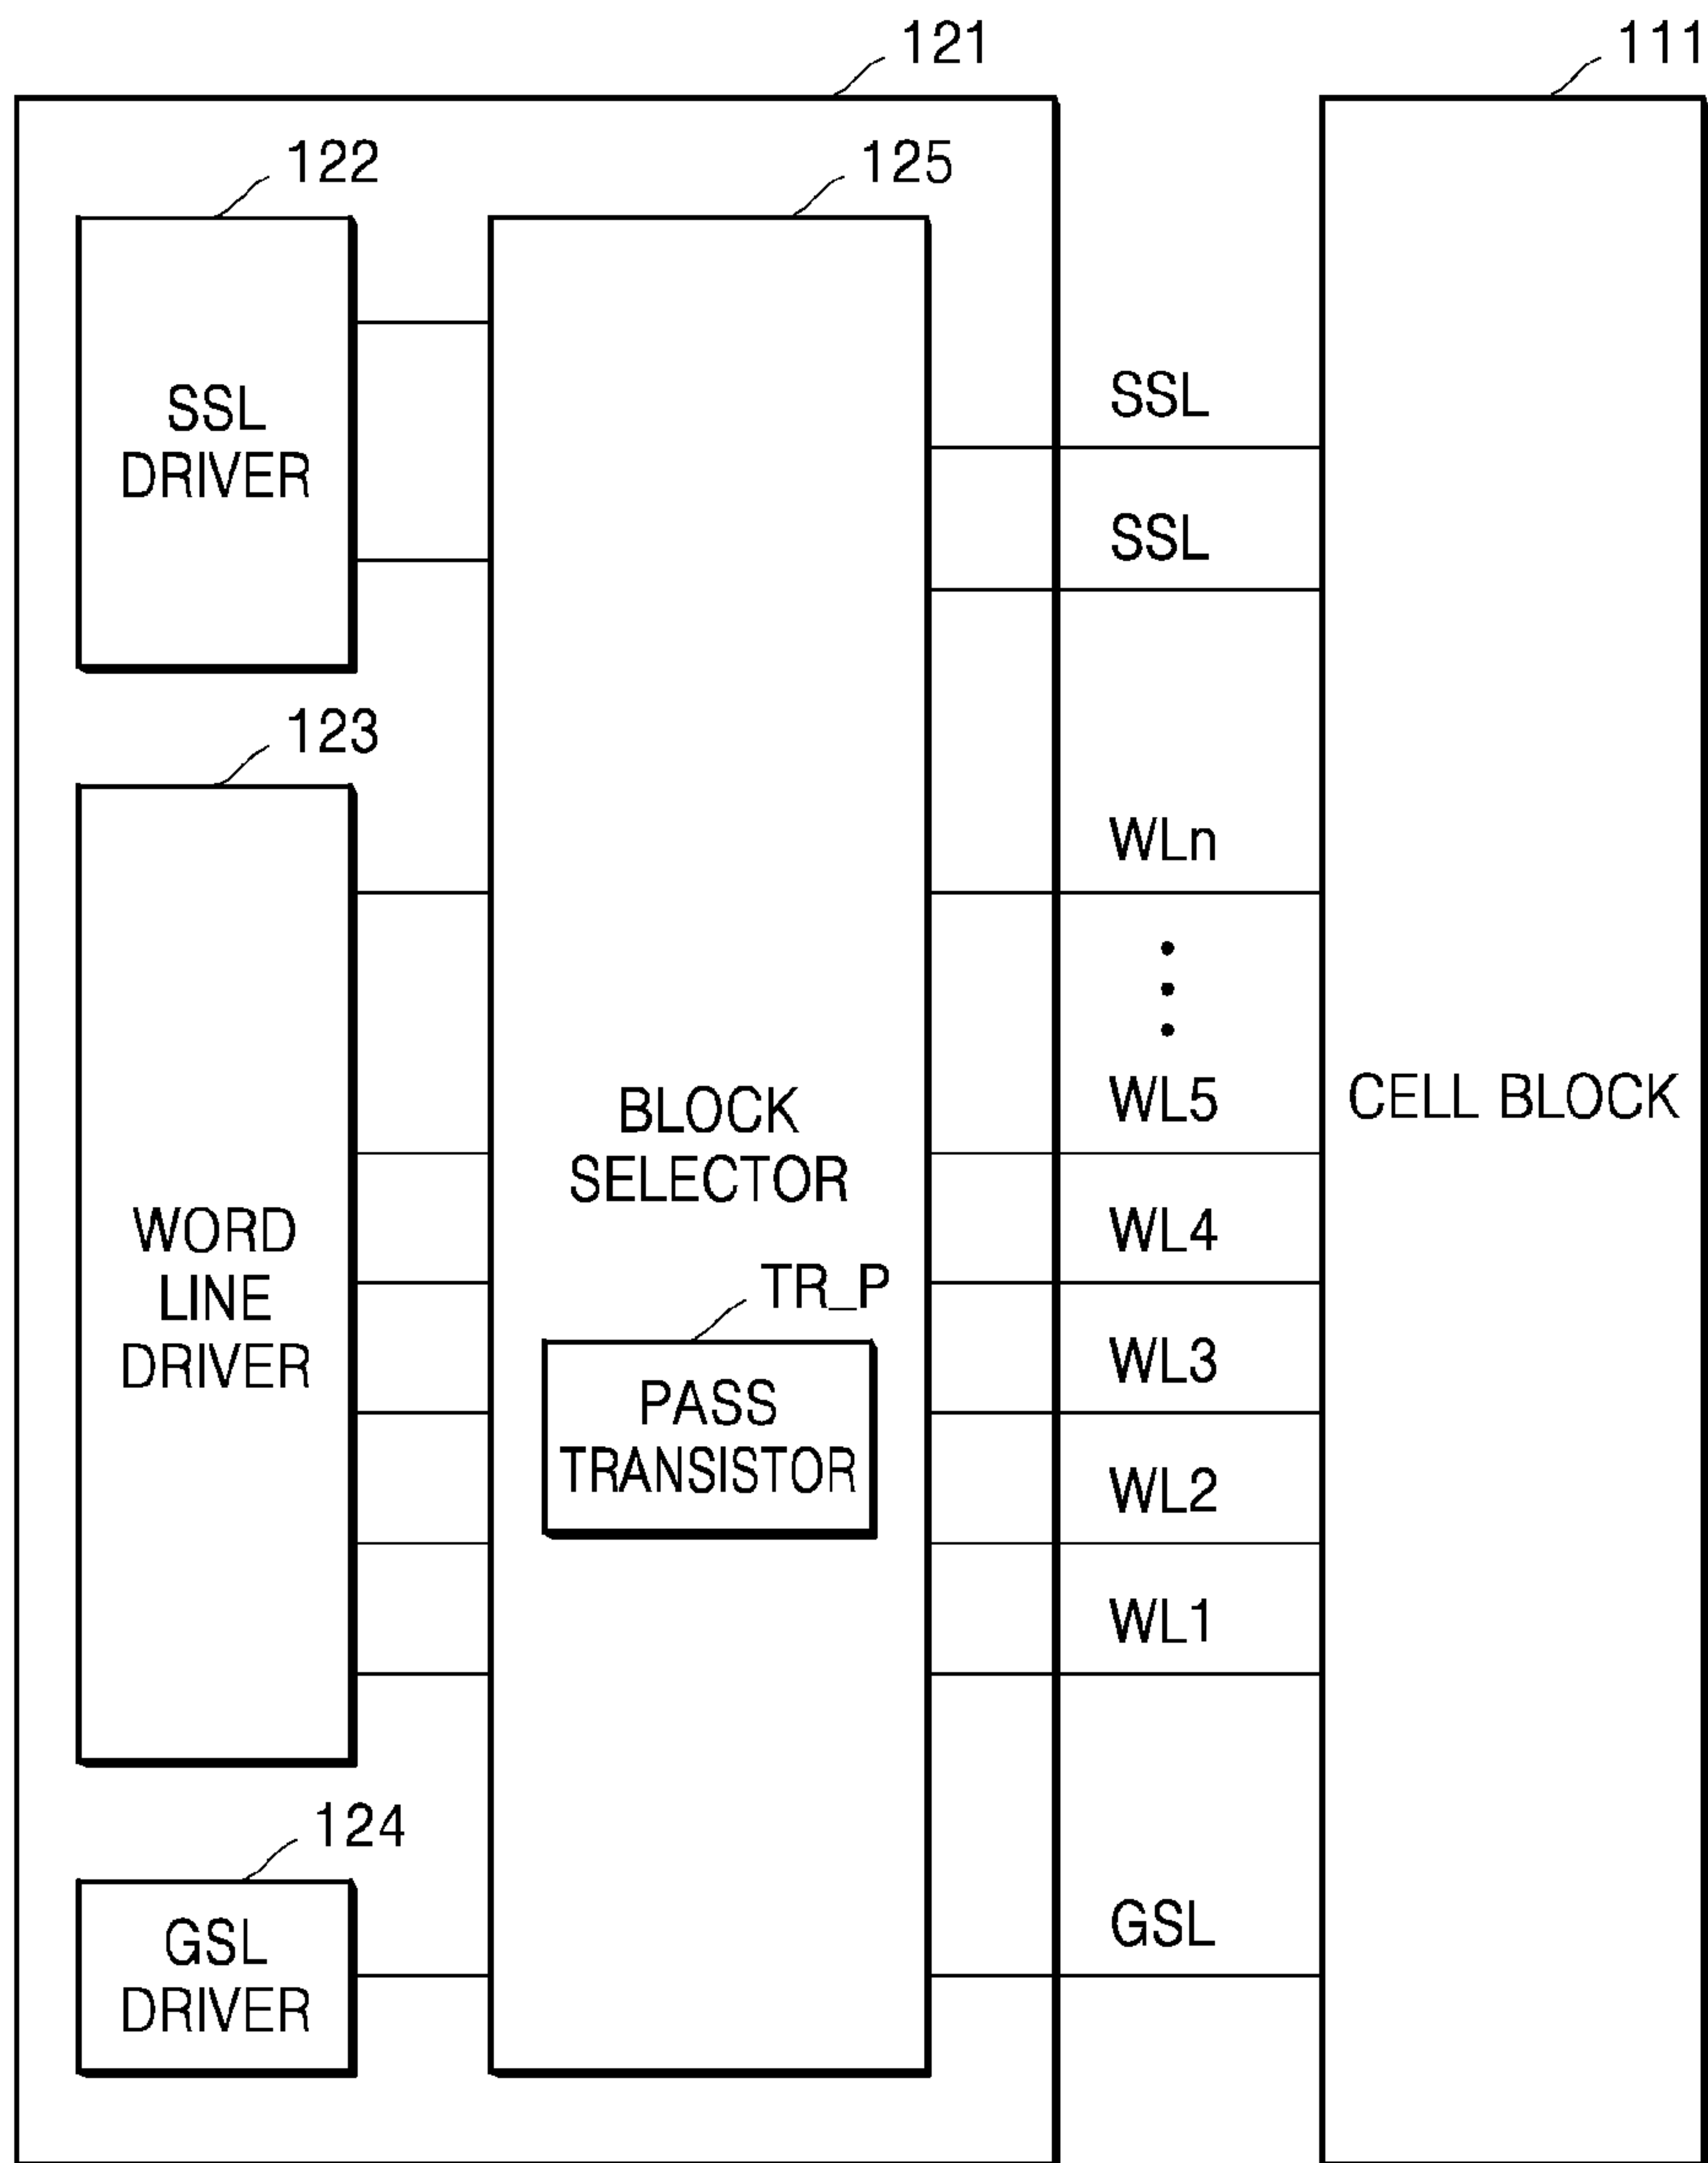 121
111
122
125
SSL
DRIVER
SSL
SSL
123
WLn
BLOCK
SELECTOR
WL5
CELL BLOCK
WORD
LINE
DRIVER
WL4
TR_P
WL3
PASS
TRANSISTOR
WL2
WL1
124
GSL
DRIVER
GSL